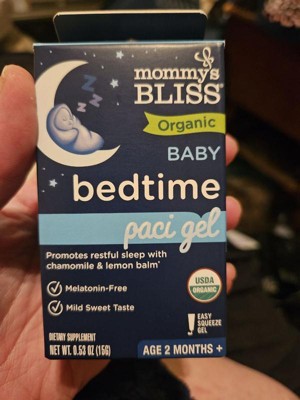 mommy's
BLISS®
Organic
BABY
bedtime
paci gel
Promotes restful sleep with
chamomile & lemon balm*
Melatonin-Free
Mild Sweet Taste
USDA
ORGANIC
EASY
SQUEEZE
GEL
DIETARY SUPPLEMENT
NET WT. 0.53 OZ (15G)
AGE 2 MONTHS +